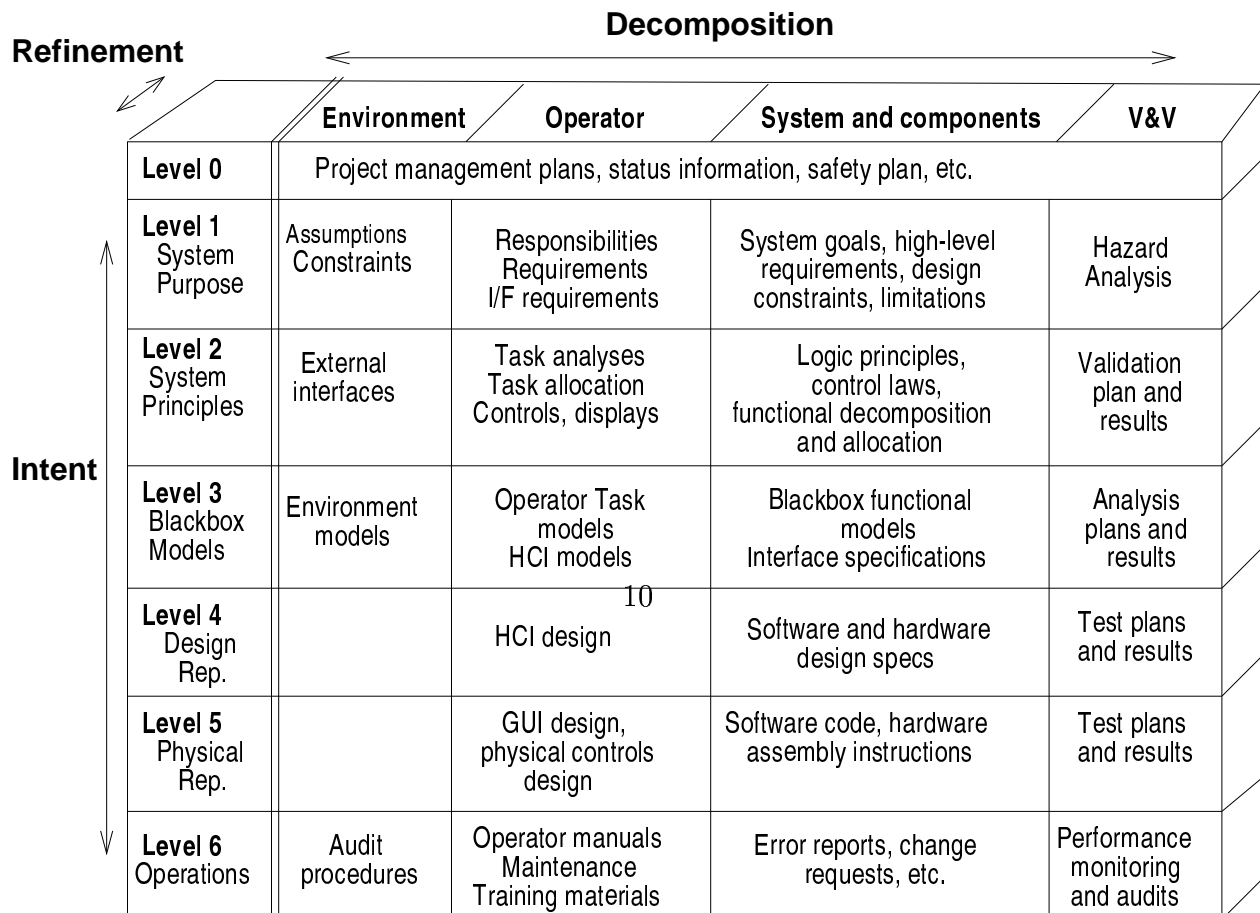 Decomposition
Refinement
Environment
Operator
System and components
V&V
Level 0
Project management plans, status information, safety plan, etc.
Level 1
System
Purpose
Assumptions
Constraints
Responsibilities
Requirements
I/F requirements
System goals, high-level
requirements, design
constraints, limitations
Hazard
Analysis
Level 2
System
Principles
External
interfaces
Task analyses
Task allocation
Controls, displays
Logic principles,
control laws,
functional decomposition
and allocation
Validation
plan and
results
Intent
Level 3
Blackbox
Models
Environment
models
Operator Task
models
HCI models
Blackbox functional
models
Interface specifications
Analysis
plans and
results
10
Level 4
Design
Rep.
HCI design
Software and hardware
design specs
Test plans
and results
Level 5
Physical
Rep.
GUI design,
physical controls
design
Software code, hardware
assembly instructions
Test plans
and results
Level 6
Operations
Audit
procedures
Operator manuals
Maintenance
Training materials
Error reports, change
requests, etc.
Performance
monitoring
and audits